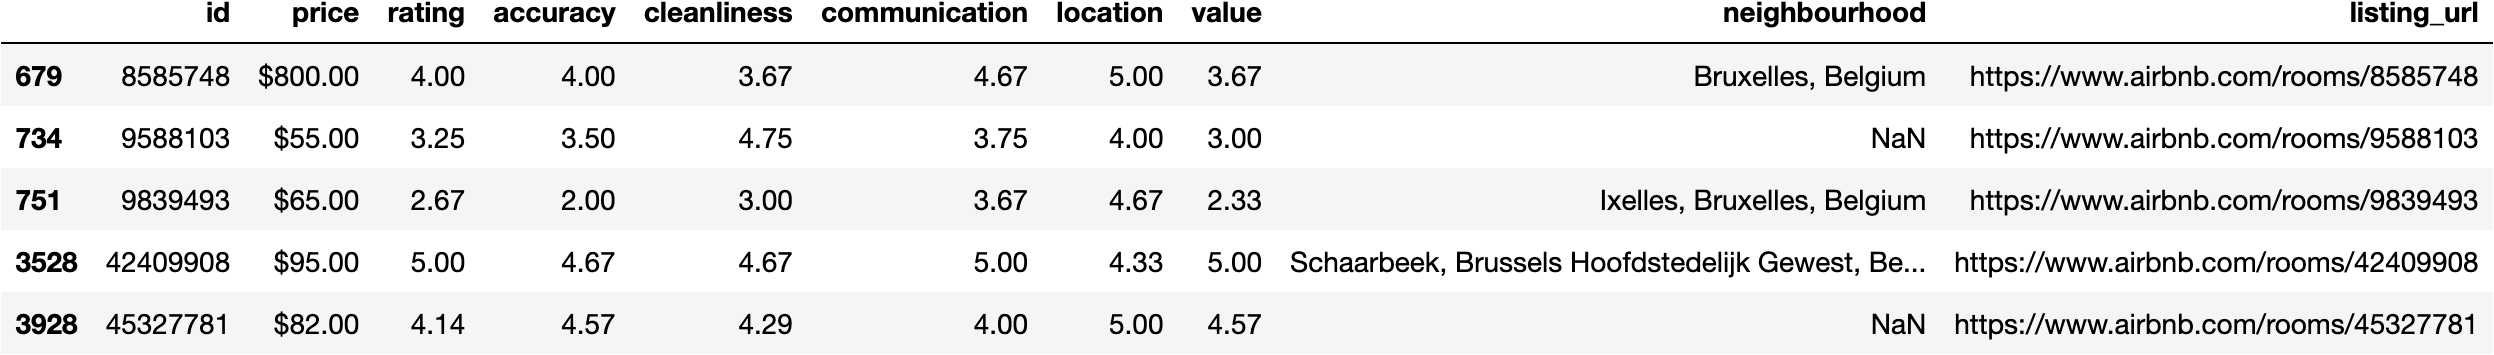 id price rating accuracy cleanliness communication location value neighbourhood listing_url
679 8585748 $800.00 4.00 4.00 3.67 4.67 5.00 3.67 Bruxelles, Belgium https://www.airbnb.com/rooms/8585748
734 9588103 $55.00 3.25 3.50 4.75 3.75 4.00 3.00 NaN https://www.airbnb.com/rooms/9588103
751 9839493 $65.00 2.67 2.00 3.00 3.67 4.67 2.33 Ixelles, Bruxelles, Belgium https://www.airbnb.com/rooms/9839493
3528 42409908 $95.00 5.00 4.67 4.67 5.00 4.33 5.00 Schaarbeek, Brussels Hoofdstedelijk Gewest, Be... https://www.airbnb.com/rooms/42409908
3928 45327781 $82.00 4.14 4.57 4.29 4.00 5.00 4.57 NaN https://www.airbnb.com/rooms/45327781